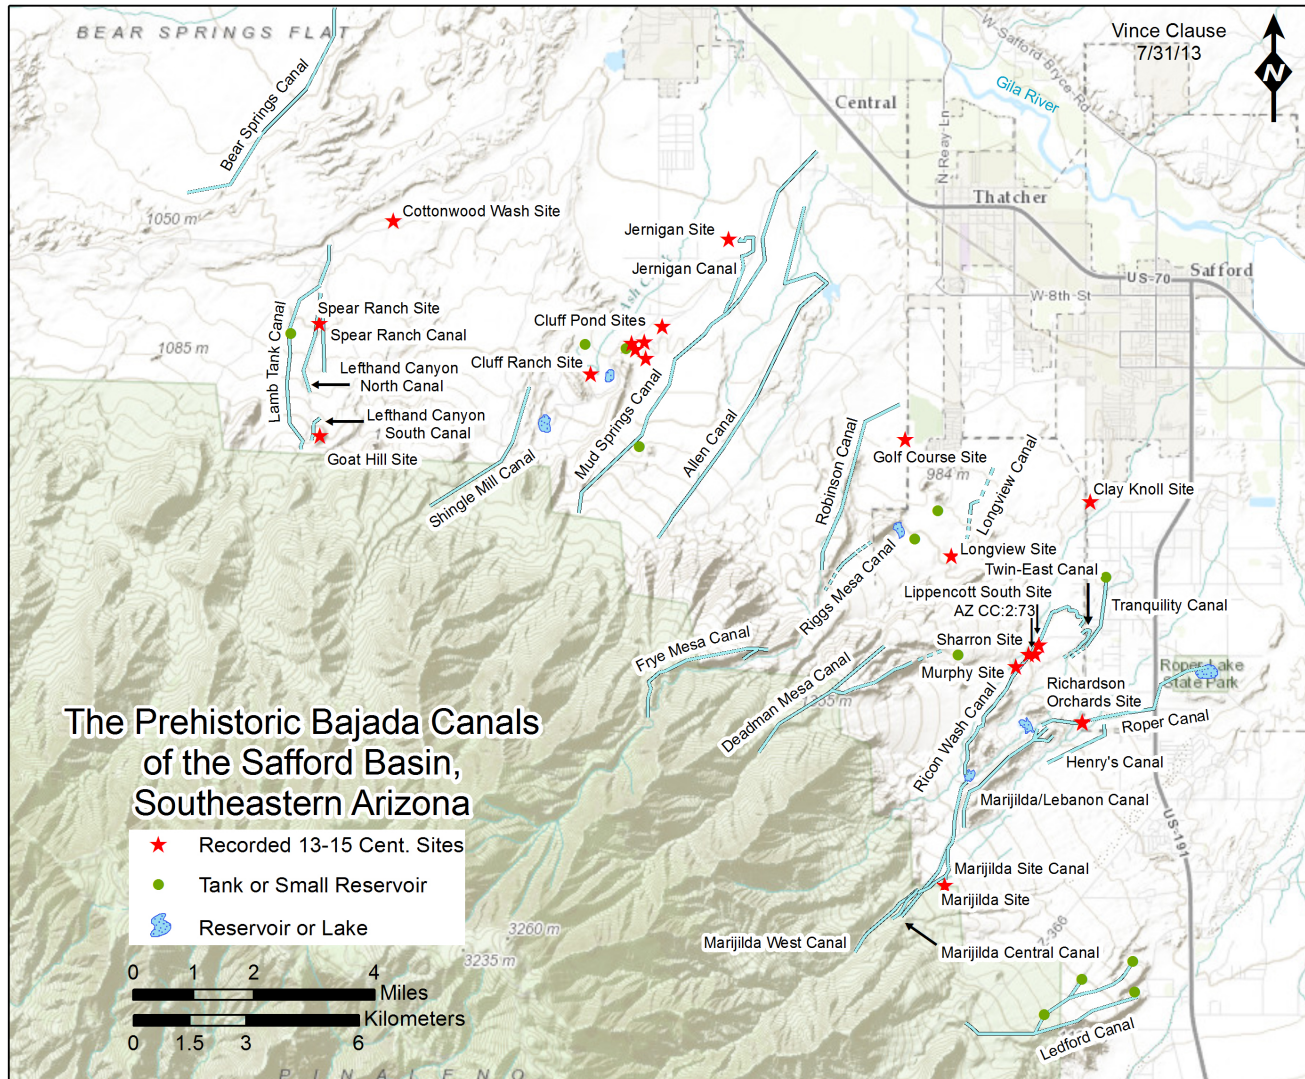 BEAR SPRINGS FLAT
Vince Clause
7/31/13
N
W-Safford-Bryce-Rd
Gila River
Bear Springs Canal
Central
N Reay Ln
Thatcher
1050 m
Cottonwood Wash Site
Jernigan Site
Jernigan Canal
US-70
Safford
W 8th St
Lamb Tank Canal
Spear Ranch Site
Spear Ranch Canal
Cluff Pond Sites
1085 m
Cluff Ranch Site
Lefthand Canyon
North Canal
Lefthand Canyon
South Canal
Goat Hill Site
Mud Springs Canal
Allen Canal
Shingle Mill Canal
Robinson Canal
Golf Course Site
984 m
Longview Canal
Clay Knoll Site
Riggs Mesa Canal
Longview Site
Twin-East Canal
Lippencott South Site
AZ CC:2:73
Tranquility Canal
Frye Mesa Canal
Sharron Site
Murphy Site
Roper Lake
State Park
Deadman Mesa Canal
Ricon Wash Canal
Richardson
Orchards Site
Roper Canal
Henry's Canal
Marijilda/Lebanon Canal
US-191
The Prehistoric Bajada Canals
of the Safford Basin,
Southeastern Arizona
Recorded 13-15 Cent. Sites
Tank or Small Reservoir
Reservoir or Lake
Marijilda Site Canal
Marijilda Site
Marijilda West Canal
Marijilda Central Canal
3260 m
3235 m
0 1 2 4
Miles
Kilometers
0 1.5 3 6
Ledford Canal
PINALENO